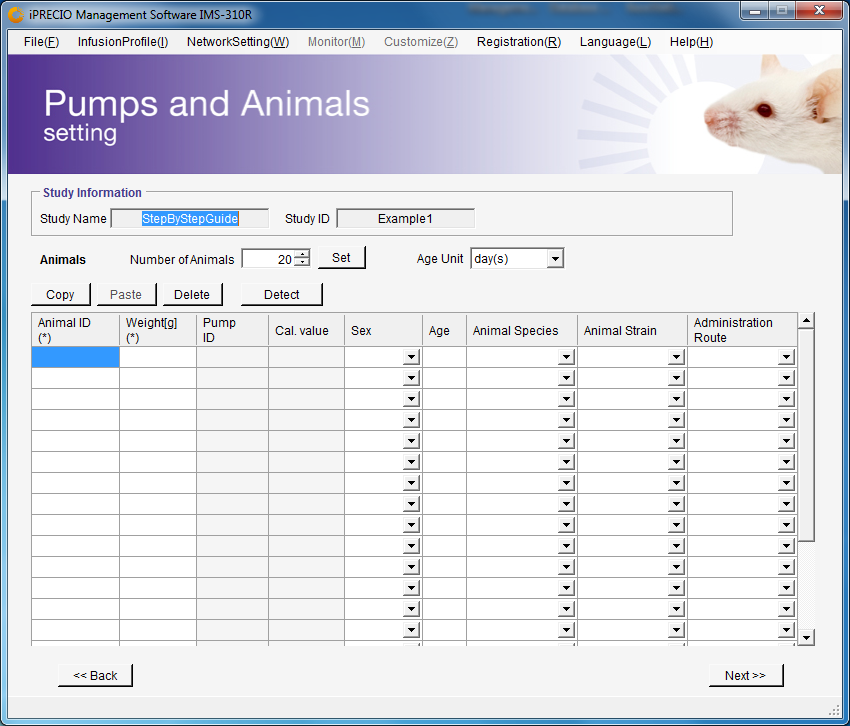 iPRECIO Management Software IMS-310R
File(F) InfusionProfile(I) NetworkSetting(W) Monitor(M) Customize(Z) Registration(R) Language(L) Help(H)
Pumps and Animals
setting
Study Information
Study Name StepByStepGuide Study ID Example1
Animals Number of Animals 20 Set Age Unit day(s)
Copy Paste Delete Detect
Animal ID (*) Weight[g] (*) Pump ID Cal. value Sex Age Animal Species Animal Strain Administration Route
<< Back Next >>